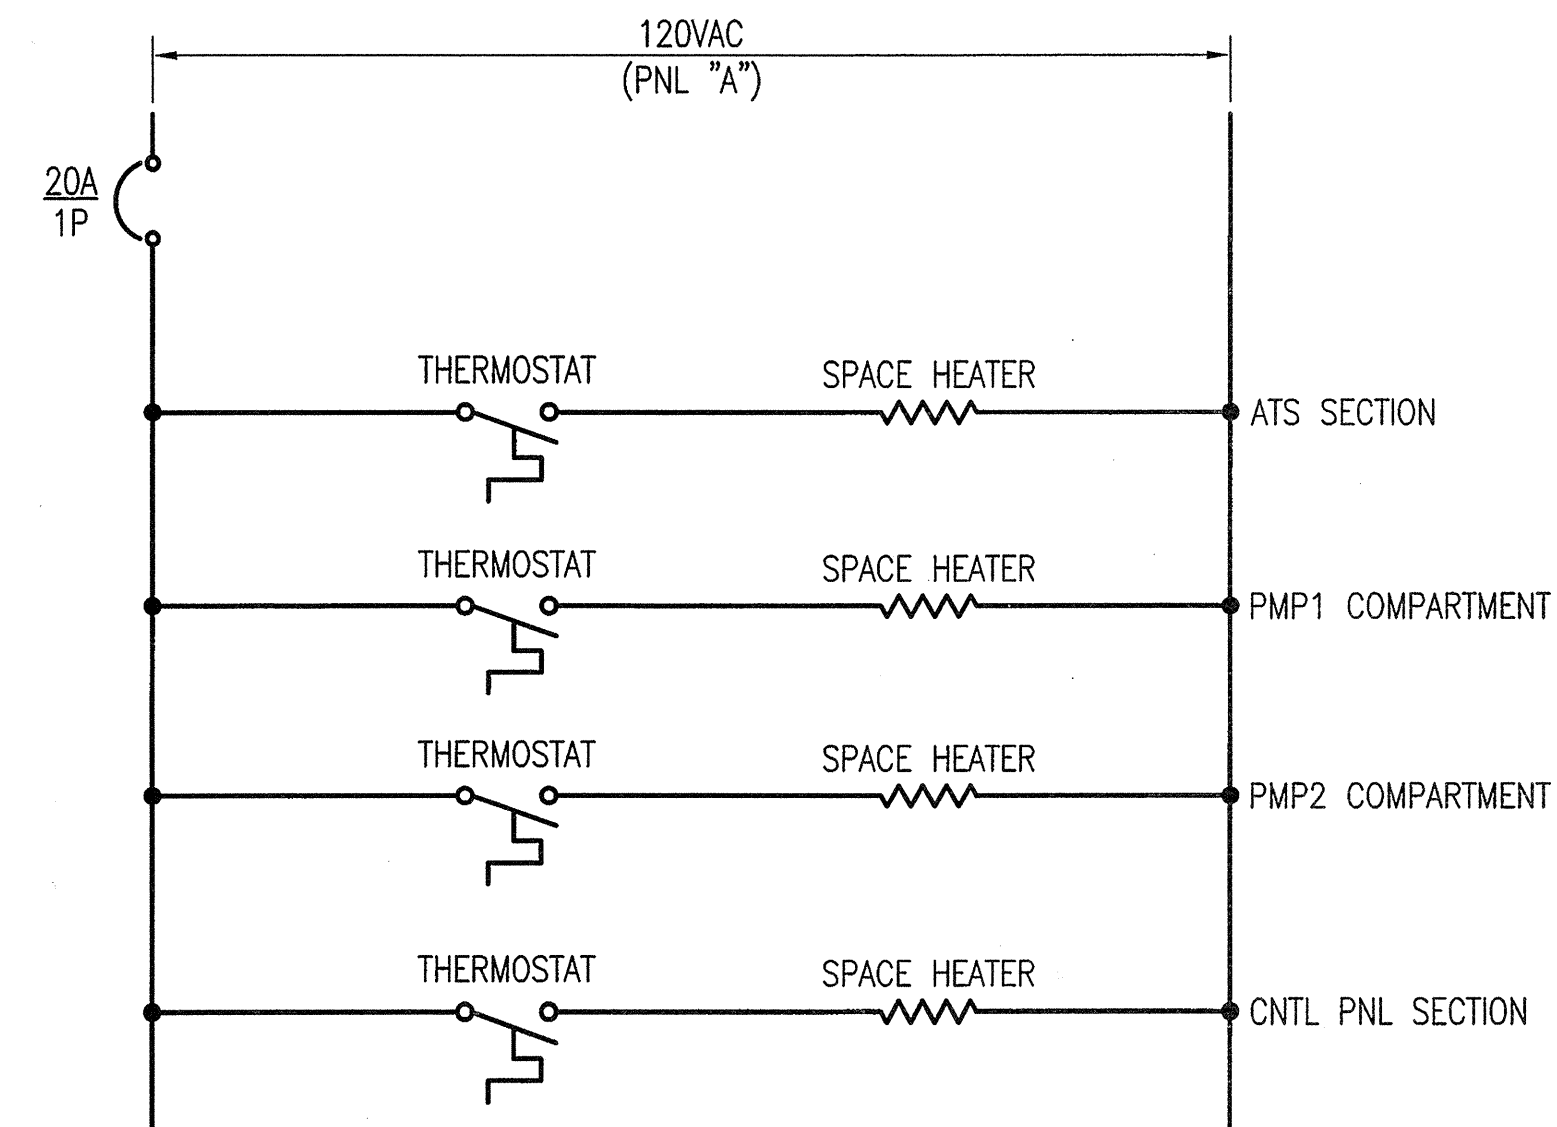 120VAC
(PNL "A")
20A
1P
THERMOSTAT
SPACE HEATER
ATS SECTION
THERMOSTAT
SPACE HEATER
PMP1 COMPARTMENT
THERMOSTAT
SPACE HEATER
PMP2 COMPARTMENT
THERMOSTAT
SPACE HEATER
CNTL PNL SECTION